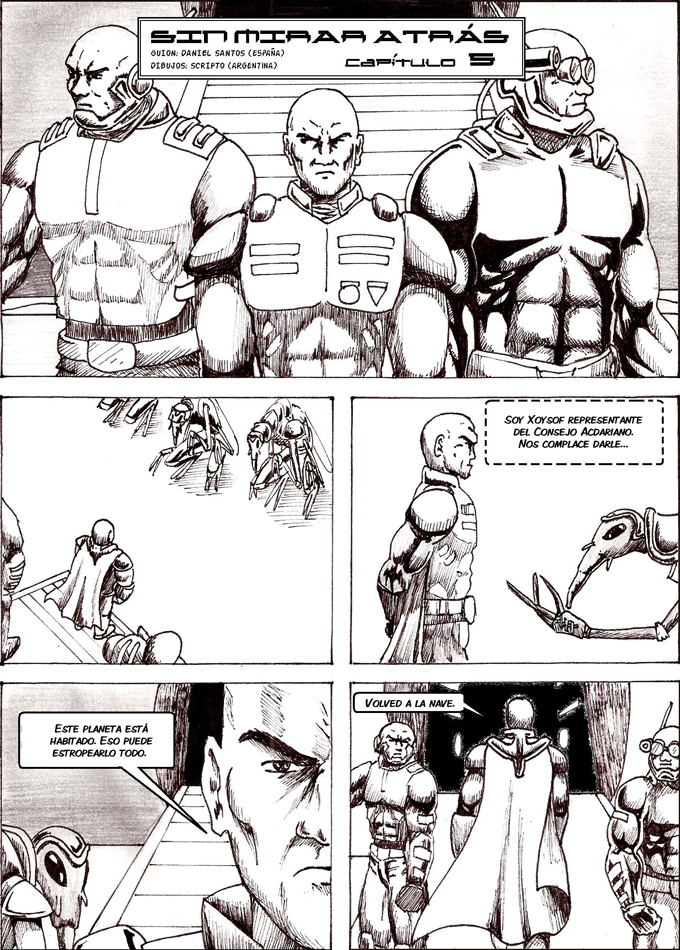 SIN MIRAR ATRÁS
GUION: DANIEL SANTOS (ESPAÑA)
DIBUJOS: SCRIPTO (ARGENTINA)
CAPÍTULO 5
SOY XOYSOF REPRESENTANTE
DEL CONSEJO ACDARIANO.
NOS COMPLACE DARLE...
ESTE PLANETA ESTÁ
HABITADO. ESO PUEDE
ESTROPEARLO TODO.
VOLVED A LA NAVE.